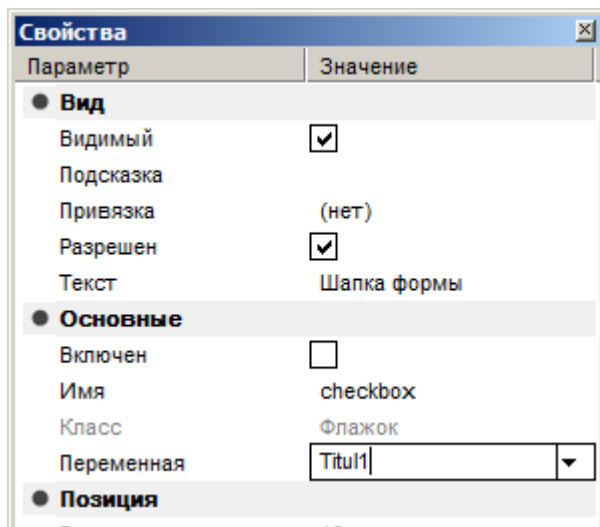 Свойства
Параметр Значение
Вид
Видимый
Подсказка
Привязка (нет)
Разрешен
Текст Шапка формы
Основные
Включен
Имя checkbox
Класс Флажок
Переменная Titul1
Позиция